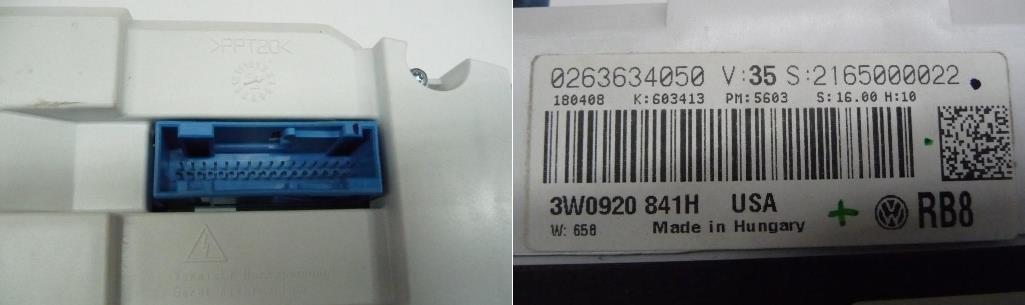 >PPT20<
0263634050 V:35 S:2165000022
180408 K:603413 PM:5603 S:16.00 H:10
3W0920 841H USA
RB8
W: 658 Made in Hungary